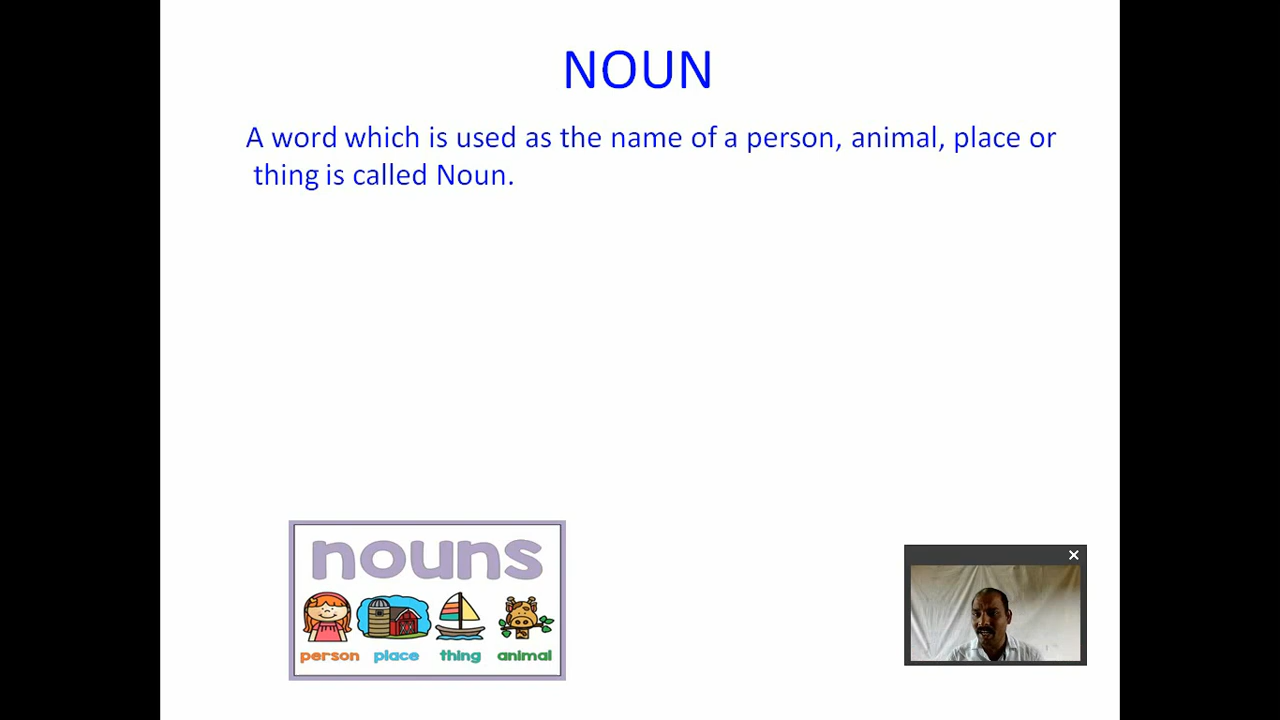 NOUN
A word which is used as the name of a person, animal, place or
thing is called Noun.
nouns
person place thing animal